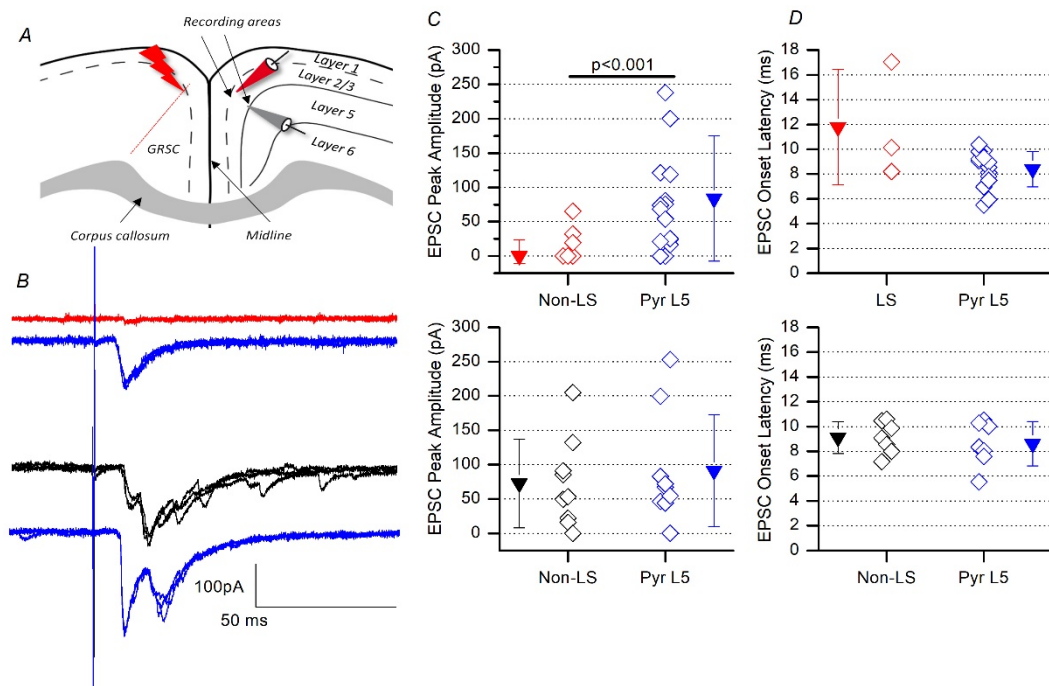 A
Recording areas
Layer 1
Layer 2/3
Layer 5
Layer 6
GRSC
Corpus callosum
Midline
B
100pA
50 ms
C
EPSC Peak Amplitude (pA)
300
250
200
150
100
50
0
p<0.001
Non-LS
Pyr L5
EPSC Peak Amplitude (pA)
300
250
200
150
100
50
0
Non-LS
Pyr L5
D
EPSC Onset Latency (ms)
18
16
14
12
10
8
6
4
2
0
LS
Pyr L5
EPSC Onset Latency (ms)
18
16
14
12
10
8
6
4
2
0
Non-LS
Pyr L5